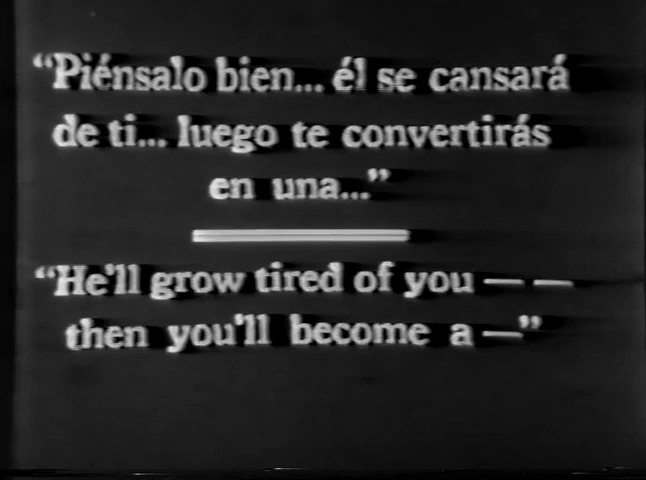 “Piénsalo bien... él se cansará
de ti... luego te convertirás
en una...”
“He'll grow tired of you — —
then you'll become a —”